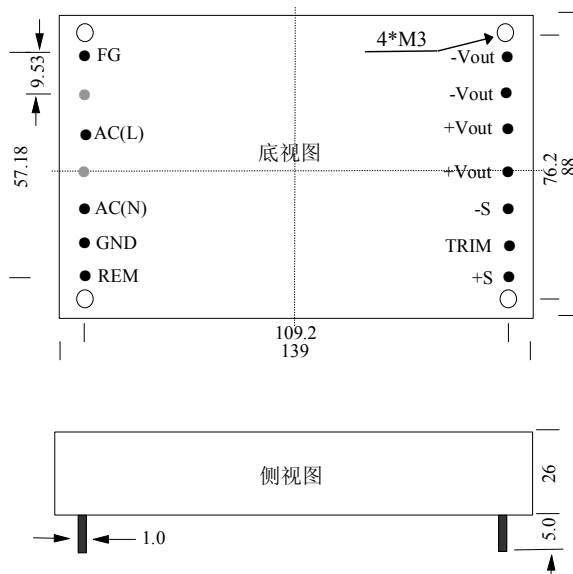 4*M3
FG
-Vout
9.53
-Vout
AC(L)
+Vout
底视图
57.18
+Vout
76.2
88
AC(N)
-S
GND
TRIM
REM
+S
109.2
139
侧视图
26
1.0
5.0